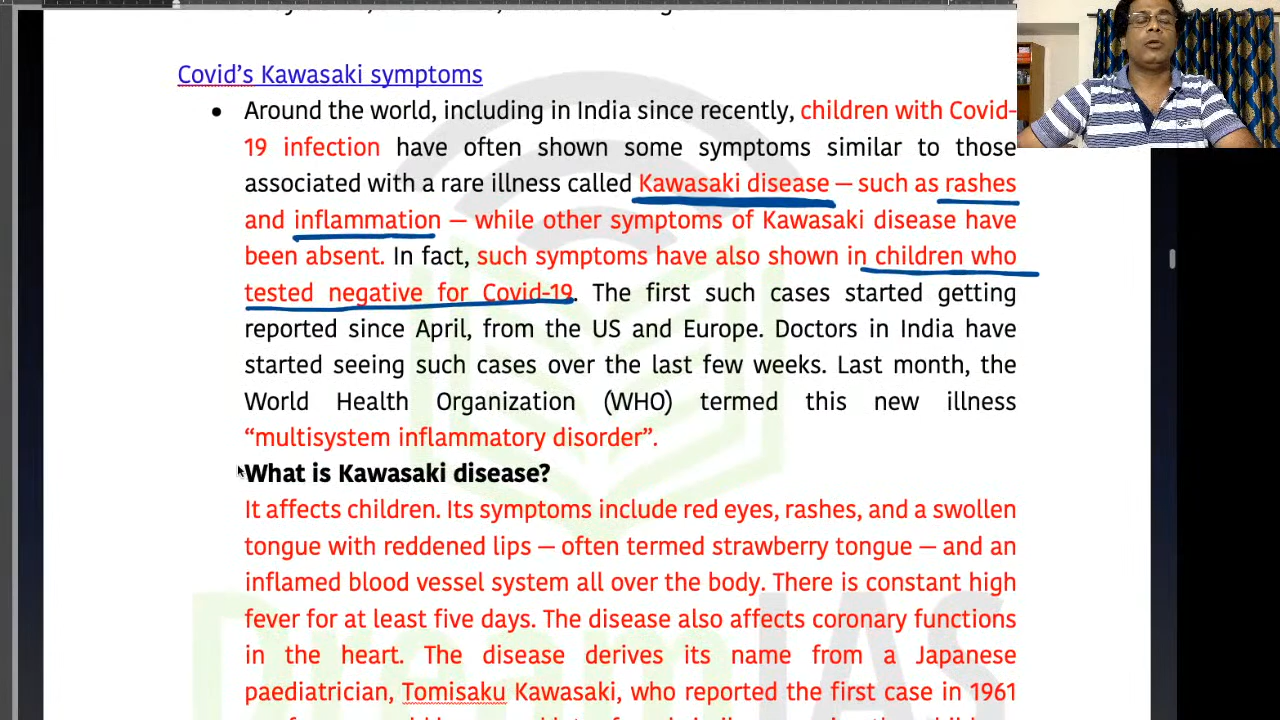 Covid's Kawasaki symptoms
• Around the world, including in India since recently, children with Covid-
19 infection have often shown some symptoms similar to those
associated with a rare illness called Kawasaki disease — such as rashes
and inflammation — while other symptoms of Kawasaki disease have
been absent. In fact, such symptoms have also shown in children who
tested negative for Covid-19. The first such cases started getting
reported since April, from the US and Europe. Doctors in India have
started seeing such cases over the last few weeks. Last month, the
World Health Organization (WHO) termed this new illness
“multisystem inflammatory disorder”.
What is Kawasaki disease?
It affects children. Its symptoms include red eyes, rashes, and a swollen
tongue with reddened lips — often termed strawberry tongue — and an
inflamed blood vessel system all over the body. There is constant high
fever for at least five days. The disease also affects coronary functions
in the heart. The disease derives its name from a Japanese
paediatrician, Tomisaku Kawasaki, who reported the first case in 1961
DreamIAS